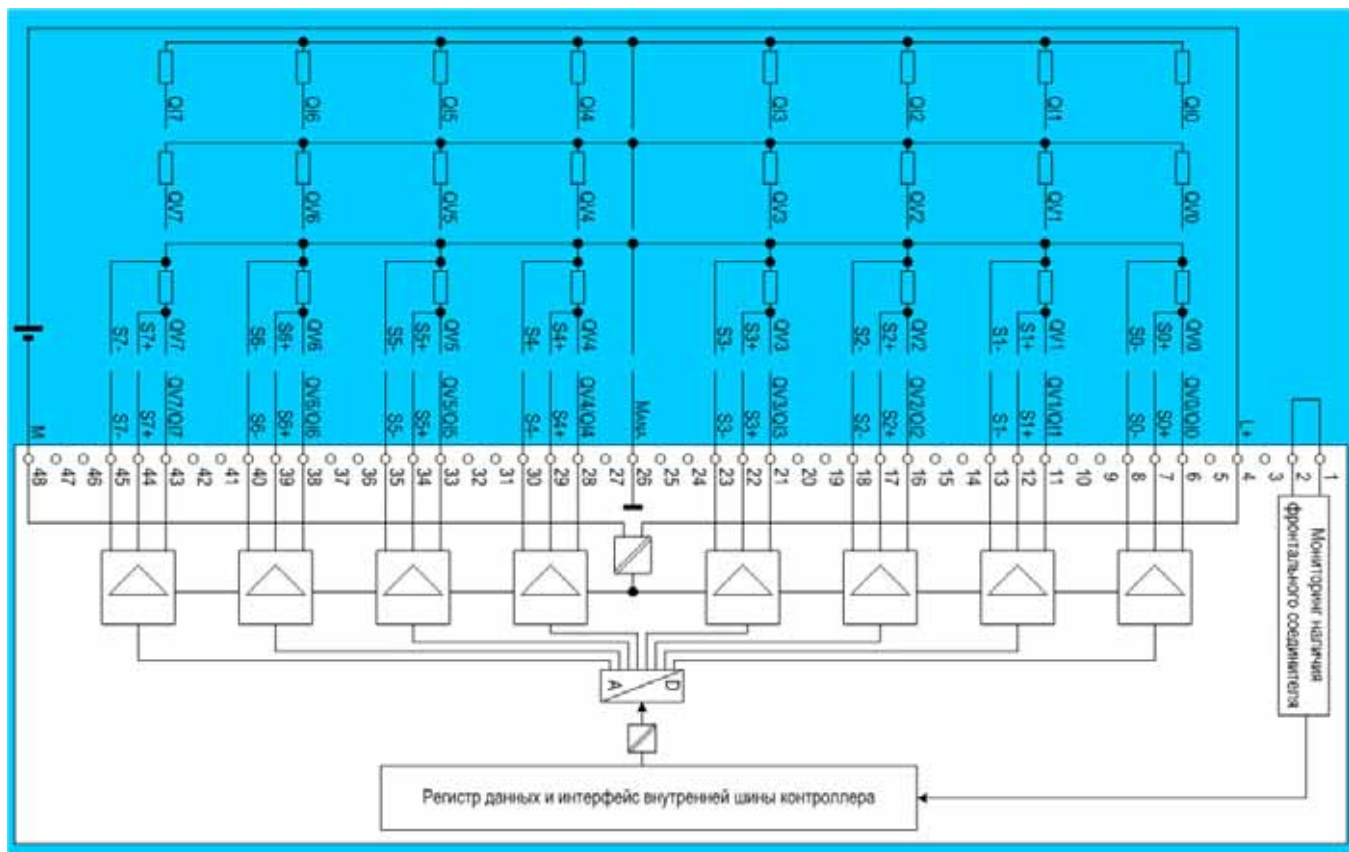 QI7 QI6 QI5 QI4 QI3 QI2 QI1 QI0
QV7 QV6 QV5 QV4 QV3 QV2 QV1 QV0
S7- S7+ QV7 S6- S6+ QV6 S5- S5+ QV5 S4- S4+ QV4 S3- S3+ QV3 S2- S2+ QV2 S1- S1+ QV1 S0- S0+ QV0
M S7- S7+ QV7/QI7 S6- S6+ QV6/QI6 S5- S5+ QV5/QI5 S4- S4+ QV4/QI4 MANA S3- S3+ QV3/QI3 S2- S2+ QV2/QI2 S1- S1+ QV1/QI1 S0- S0+ QV0/QI0 L+
48 47 46 45 44 43 42 41 40 39 38 37 36 35 34 33 32 31 30 29 28 27 26 25 24 23 22 21 20 19 18 17 16 15 14 13 12 11 10 9 8 7 6 5 4 3 2 1
Мониторинг наличия
фронтального соединителя
A D
Регистр данных и интерфейс внутренней шины контроллера